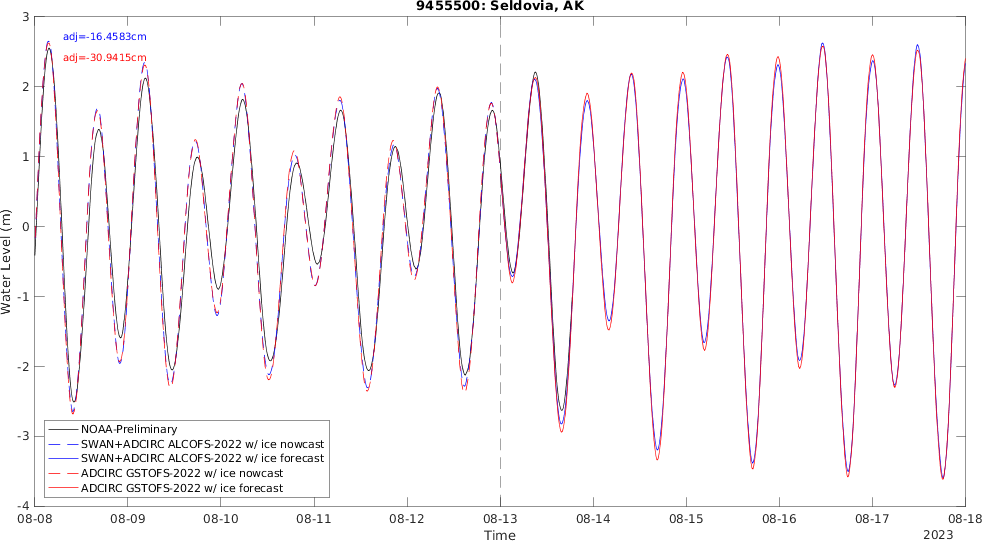 9455500: Seldovia, AK
adj=-16.4583cm
adj=-30.9415cm
3
2
1
0
-1
-2
-3
-4
Water Level (m)
NOAA-Preliminary
SWAN+ADCIRC ALCOFS-2022 w/ ice nowcast
SWAN+ADCIRC ALCOFS-2022 w/ ice forecast
ADCIRC GSTOFS-2022 w/ ice nowcast
ADCIRC GSTOFS-2022 w/ ice forecast
08-08 08-09 08-10 08-11 08-12 08-13 08-14 08-15 08-16 08-17 08-18
Time
2023